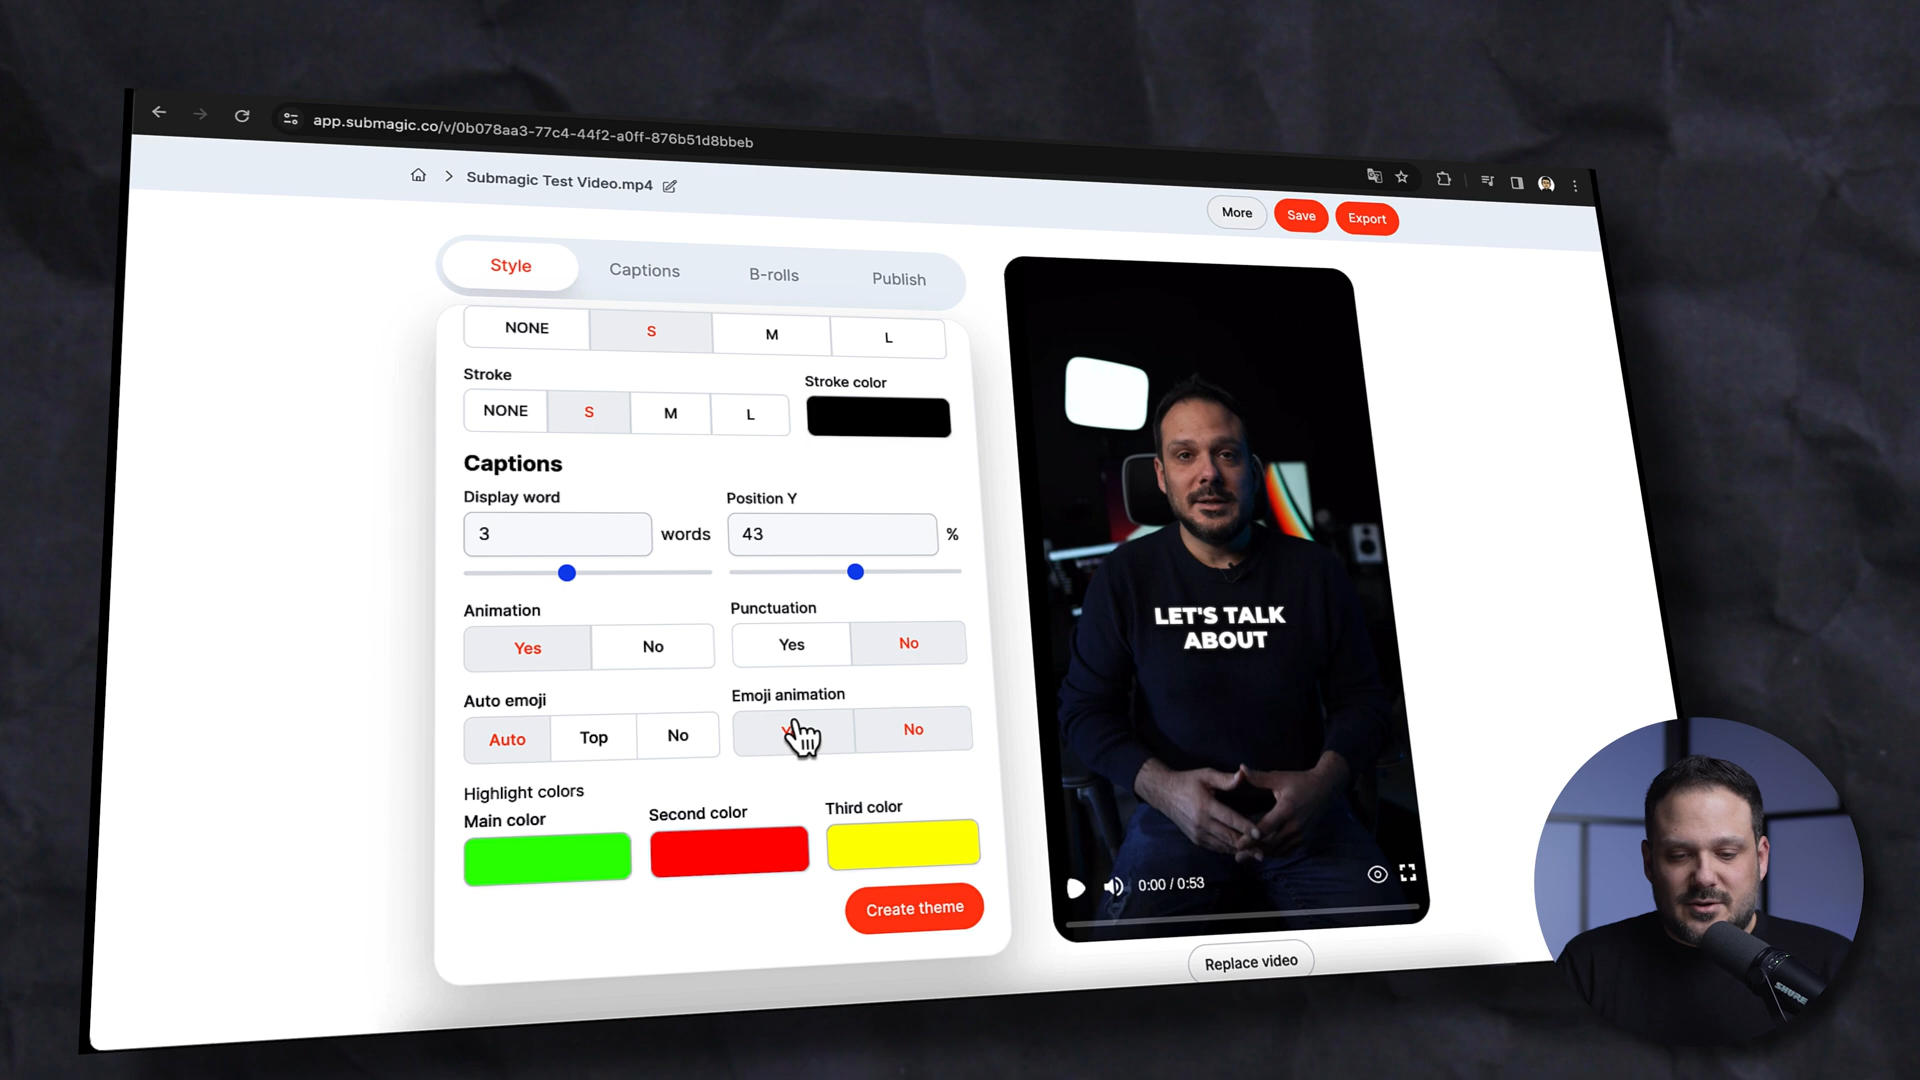 app.submagic.co/v/0b078aa3-77c4-44f2-a0ff-876b51d8bbeb
Submagic Test Video.mp4
More
Save
Export
Style
Captions
B-rolls
Publish
NONE
S
M
L
Stroke
Stroke color
NONE
S
M
L
Captions
Display word
Position Y
3
words
43
%
Animation
Punctuation
Yes
No
Yes
No
Auto emoji
Emoji animation
Auto
Top
No
No
Highlight colors
Main color
Second color
Third color
Create theme
LET'S TALK
ABOUT
0:00 / 0:53
Replace video
SHURE